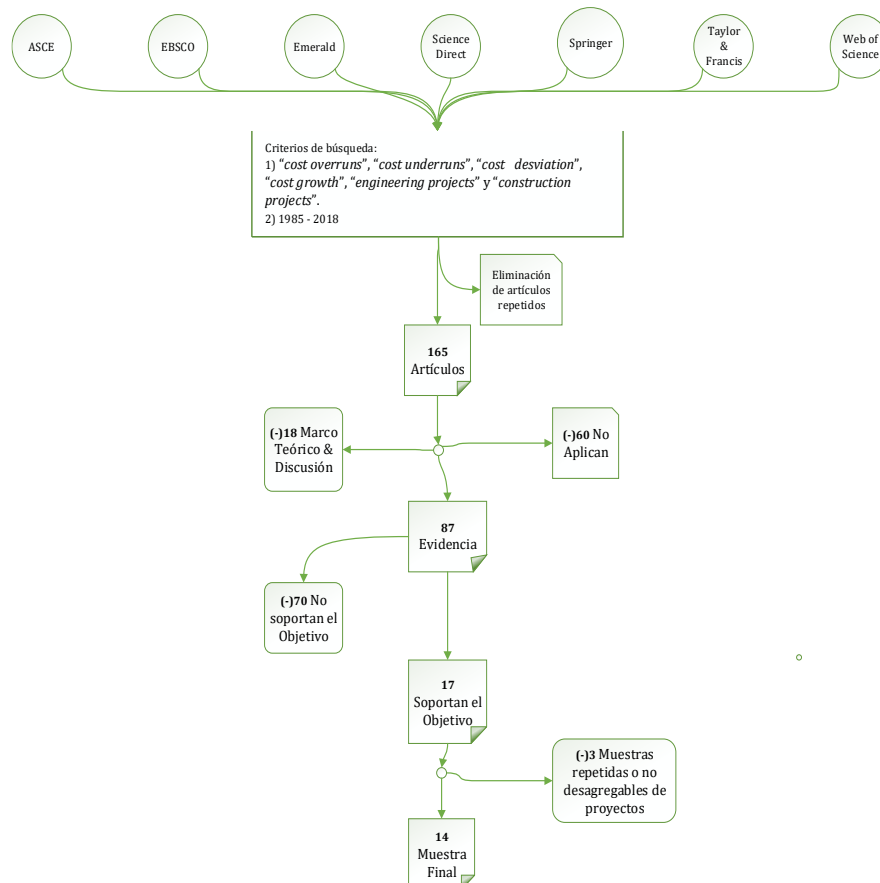 ASCE
EBSCO
Emerald
Science
Direct
Springer
Taylor
&
Francis
Web of
Science
Criterios de búsqueda:
1) “cost overruns”, “cost underruns”, “cost desviation”,
“cost growth”, “engineering projects” y “construction
projects”.
2) 1985 - 2018
Eliminación
de artículos
repetidos
165
Artículos
(-)18 Marco
Teórico &
Discusión
(-)60 No
Aplican
87
Evidencia
(-)70 No
soportan el
Objetivo
17
Soportan el
Objetivo
(-)3 Muestras
repetidas o no
desagregables de
proyectos
14
Muestra
Final